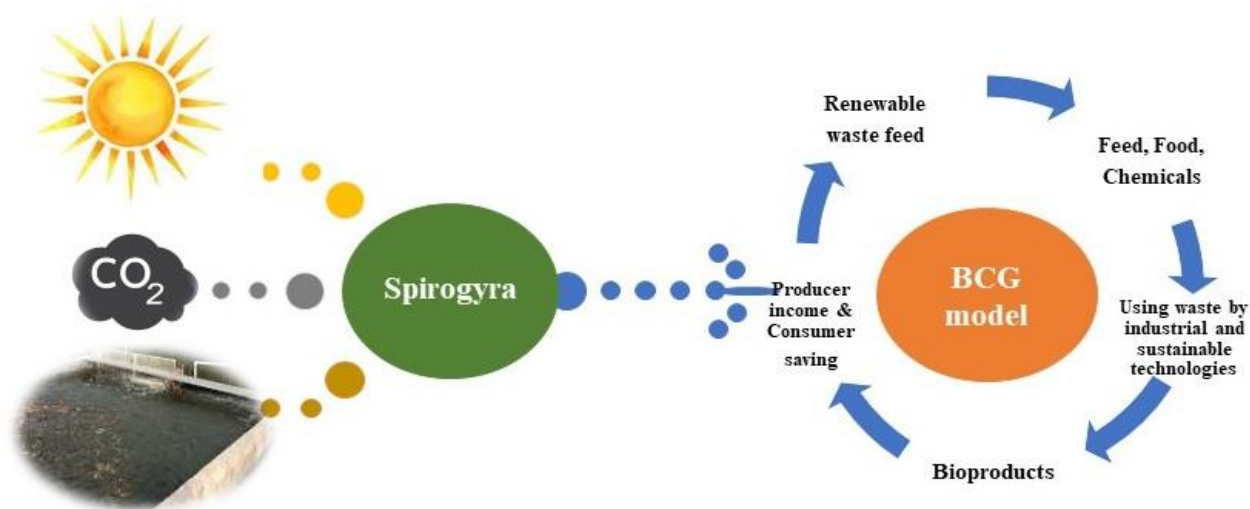 CO2
Spirogyra
Renewable
waste feed
Feed, Food,
Chemicals
Using waste by
industrial and
sustainable
technologies
Bioproducts
Producer
income &
Consumer
saving
BCG
model